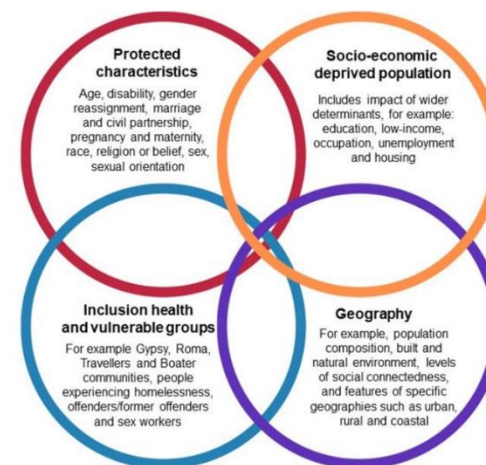 Protected
characteristics
Age, disability, gender
reassignment, marriage
and civil partnership,
pregnancy and maternity,
race, religion or belief, sex,
sexual orientation
Socio-economic
deprived population
Includes impact of wider
determinants, for example:
education, low-income,
occupation, unemployment
and housing
Inclusion health
and vulnerable groups
For example Gypsy, Roma,
Travellers and Boater
communities, people
experiencing homelessness,
offenders/former offenders
and sex workers
Geography
For example, population
composition, built and
natural environment, levels
of social connectedness,
and features of specific
geographies such as urban,
rural and coastal